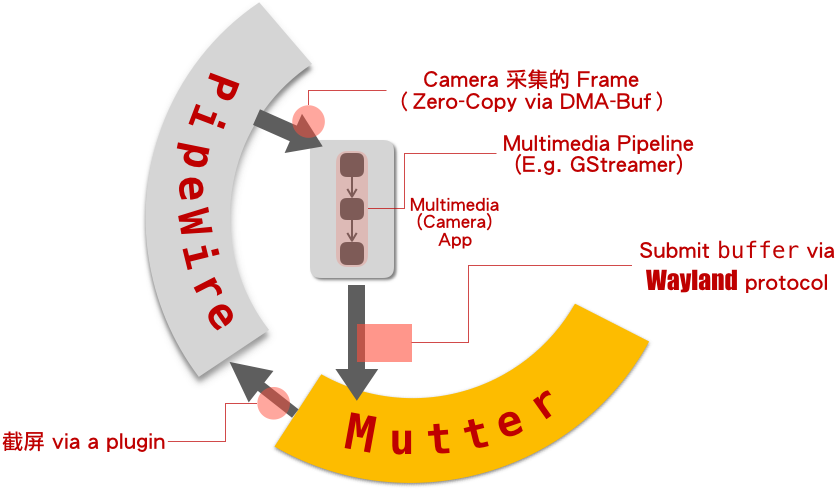 PipeWire
Camera 采集的 Frame
（Zero-Copy via DMA-Buf）
Multimedia Pipeline
(E.g. GStreamer)
Multimedia
(Camera)
App
Submit buffer via
Wayland protocol
Mutter
截屏 via a plugin